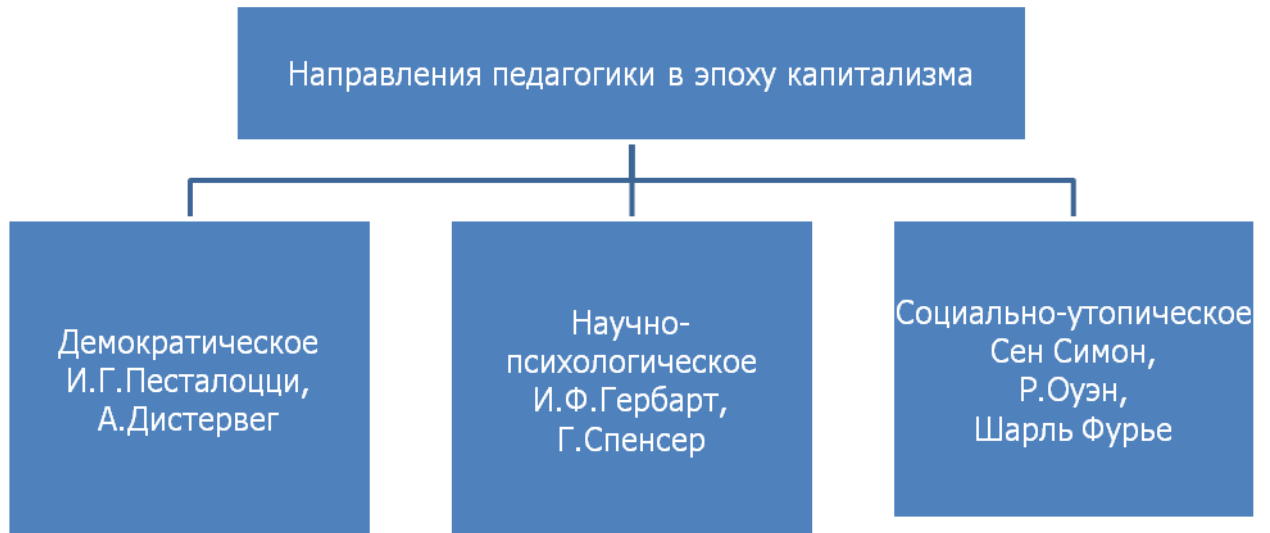 Направления педагогики в эпоху капитализма
Демократическое
И.Г.Песталоцци,
А.Дистервег
Научно-
психологическое
И.Ф.Гербарт,
Г.Спенсер
Социально-утопическое
Сен Симон,
Р.Оуэн,
Шарль Фурье